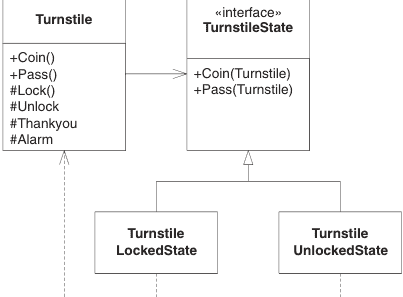 Turnstile
+Coin()
+Pass()
#Lock()
#Unlock
#Thankyou
#Alarm
«interface»
TurnstileState
+Coin(Turnstile)
+Pass(Turnstile)
Turnstile
LockedState
Turnstile
UnlockedState